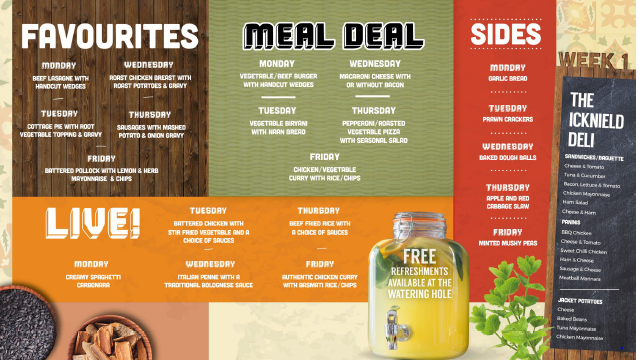 FAVOURITES
MONDAY
BEEF LASAGNE WITH
HANDCUT WEDGES
WEDNESDAY
ROAST CHICKEN BREAST WITH
ROAST POTATOES & GRAVY
TUESDAY
COTTAGE PIE WITH ROOT
VEGETABLE TOPPING & GRAVY
THURSDAY
SAUSAGES WITH MASHED
POTATO & ONION GRAVY
FRIDAY
BATTERED POLLOCK WITH LEMON & HERB
MAYONNAISE & CHIPS
MEAL DEAL
MONDAY
VEGETABLE/BEEF BURGER
WITH HANDCUT WEDGES
WEDNESDAY
MACARONI CHEESE WITH
OR WITHOUT BACON
TUESDAY
VEGETABLE BIRYANI
WITH NAAN BREAD
THURSDAY
PEPPERONI/ROASTED
VEGETABLE PIZZA
WITH SEASONAL SALAD
FRIDAY
CHICKEN/VEGETABLE
CURRY WITH RICE/CHIPS
SIDES
MONDAY
GARLIC BREAD
TUESDAY
PRAWN CRACKERS
WEDNESDAY
BAKED DOUGH BALLS
THURSDAY
APPLE AND RED
CABBAGE SLAW
FRIDAY
MINTED MUSHY PEAS
LIVE!
TUESDAY
BATTERED CHICKEN WITH
STIR FRIED VEGETABLE AND A
CHOICE OF SAUCES
THURSDAY
BEEF FRIED RICE WITH
A CHOICE OF SAUCES
MONDAY
CREAMY SPAGHETTI
CARBONARA
WEDNESDAY
ITALIAN PENNE WITH A
TRADITIONAL BOLOGNESE SAUCE
FRIDAY
AUTHENTIC CHICKEN CURRY
WITH BASMATI RICE/CHIPS
FREE
REFRESHMENTS
AVAILABLE AT THE
WATERING HOLE
WEEK 1
THE
ICKNIELD
DELI
SANDWICHES/BAGUETTE
Cheese & Tomato
Tuna & Cucumber
Bacon, Lettuce & Tomato
Chicken Mayonnaise
Ham Salad
Cheese & Ham
PANINIS
BBQ Chicken
Cheese & Tomato
Sweet Chilli Chicken
Ham & Cheese
Sausage & Cheese
Meatball Marinara
JACKET POTATOES
Cheese
Baked Beans
Tuna Mayonnaise
Chicken Mayonnaise